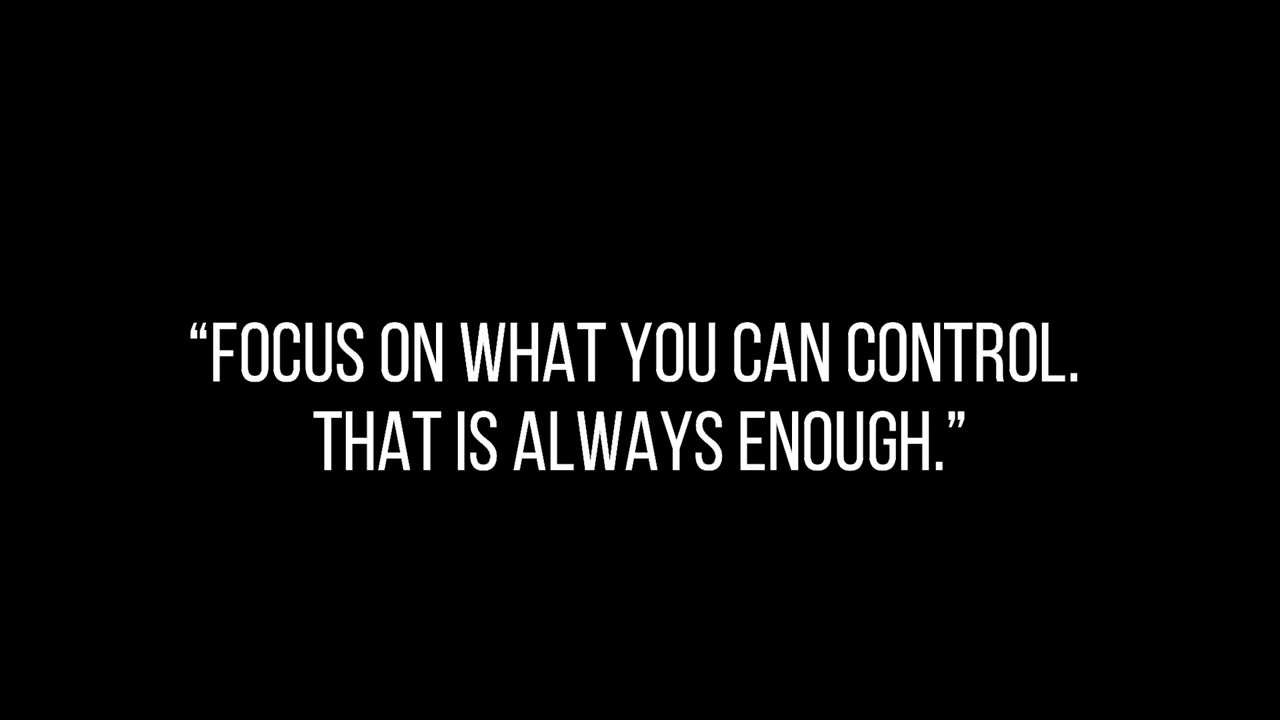 “FOCUS ON WHAT YOU CAN CONTROL.
THAT IS ALWAYS ENOUGH.”